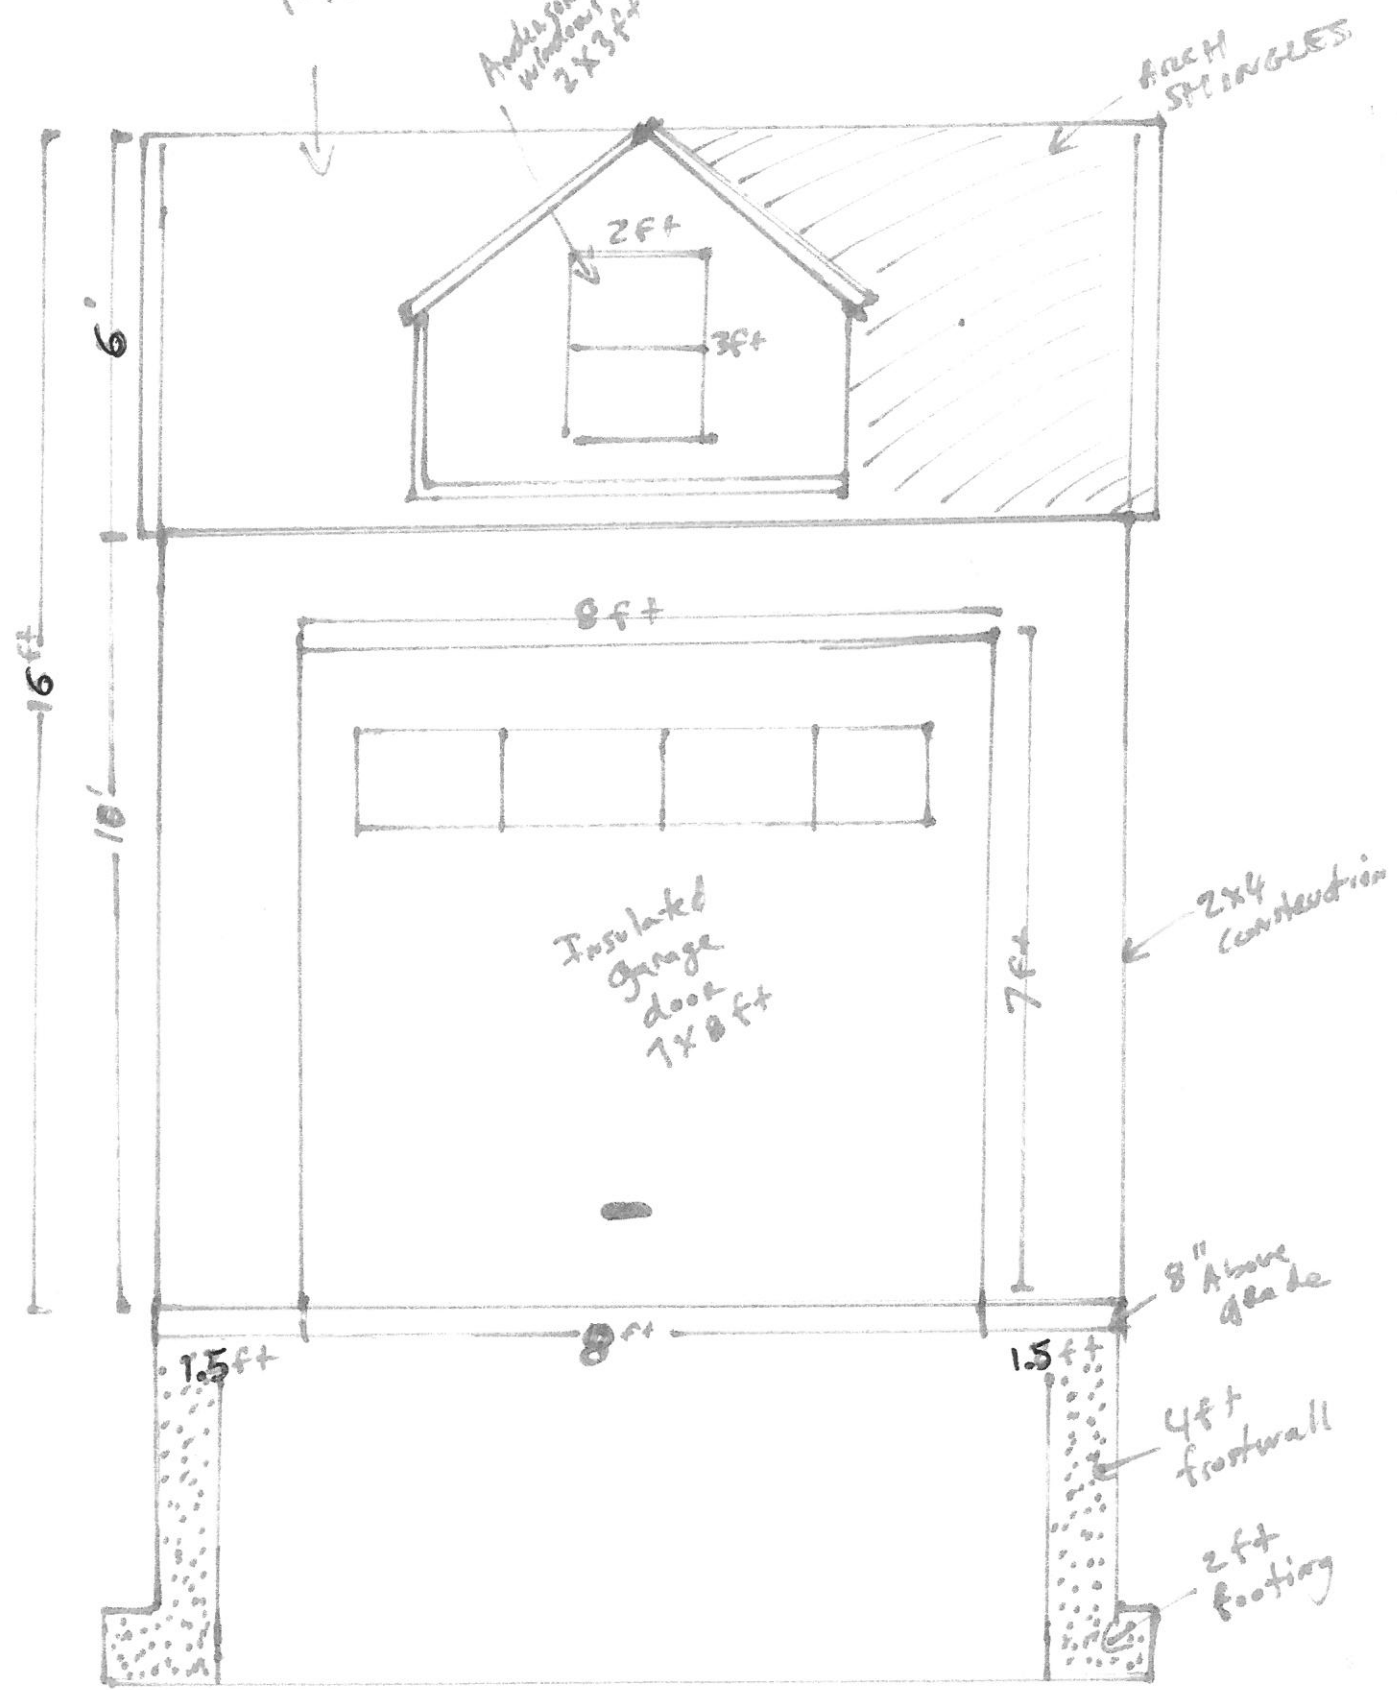 Anderson
windows
2x3ft
ARCH
SHINGLES
2ft
3ft
6'
16ft
8ft
10'
Insulated
garage
door
7x8ft
7ft
2x4
construction
8" Above
grade
8ft
1.5ft
1.5ft
4ft
frostwall
2ft
footing